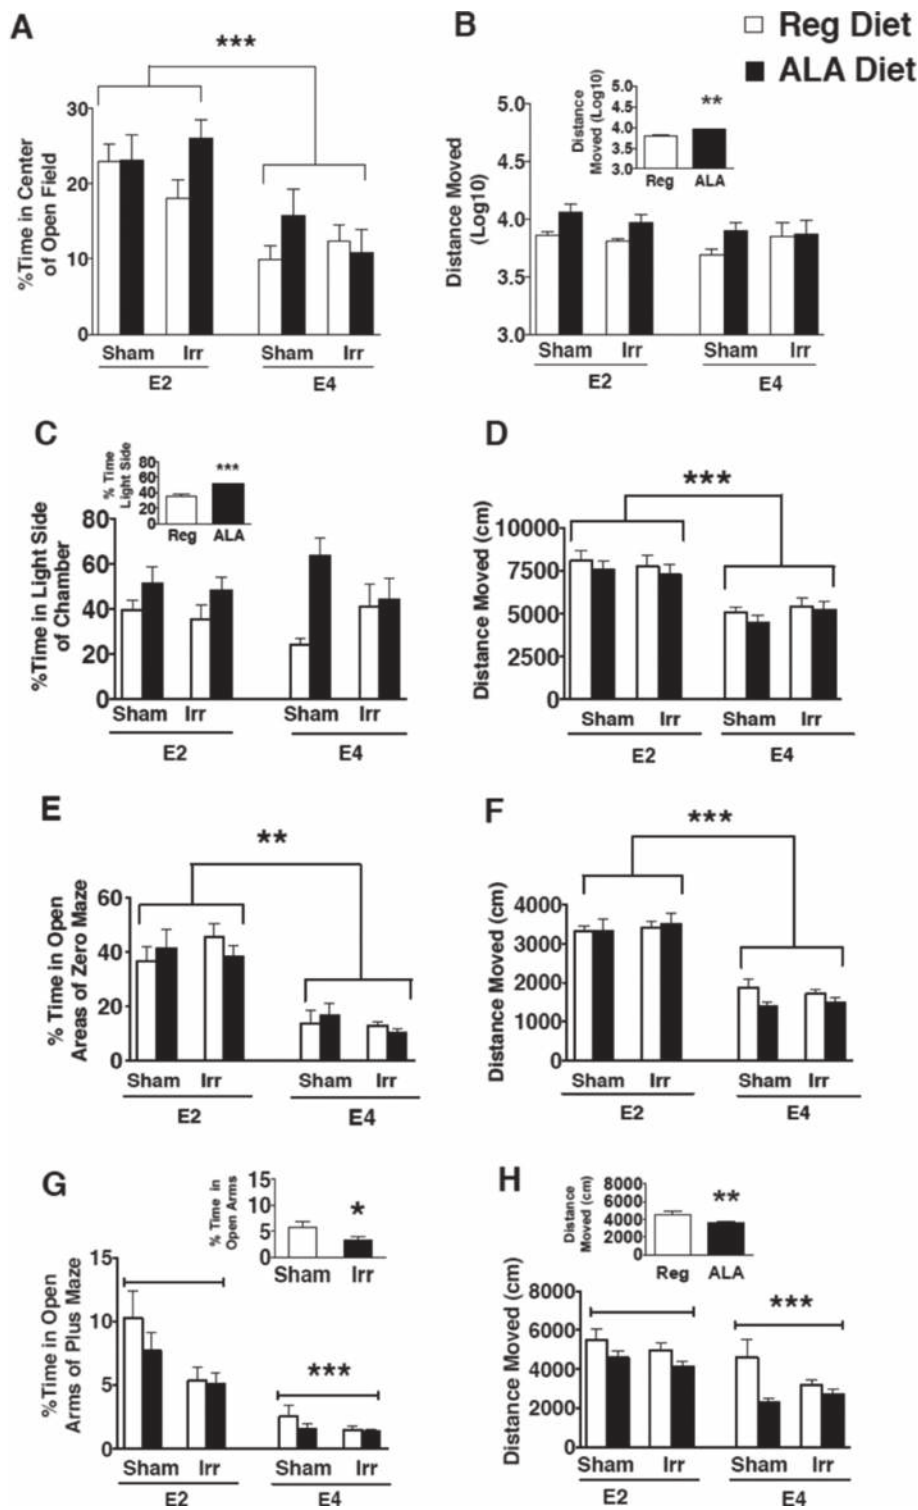 A
B
Reg Diet
ALA Diet
***
%Time in Center
of Open Field
30
20
10
0
Sham Irr Sham Irr
E2 E4
Distance Moved
(Log10)
5.0
4.5
4.0
3.5
3.0
Distance
Moved (Log10)
5.0
4.5
4.0
3.5
3.0
**
Reg ALA
Sham Irr Sham Irr
E2 E4
C
% Time
Light Side
80
60
40
20
0
***
Reg ALA
%Time in Light Side
of Chamber
80
60
40
20
0
Sham Irr Sham Irr
E2 E4
D
***
Distance Moved (cm)
10000
7500
5000
2500
0
Sham Irr Sham Irr
E2 E4
E
**
% Time in Open
Areas of Zero Maze
60
40
20
0
Sham Irr Sham Irr
E2 E4
F
***
Distance Moved (cm)
4000
3000
2000
1000
0
Sham Irr Sham Irr
E2 E4
G
% Time in
Open Arms
15
10
5
0
*
Sham Irr
%Time in Open
Arms of Plus Maze
15
10
5
0
***
Sham Irr Sham Irr
E2 E4
H
Distance
Moved (cm)
8000
6000
4000
2000
0
**
Reg ALA
Distance Moved (cm)
8000
6000
4000
2000
0
***
Sham Irr Sham Irr
E2 E4